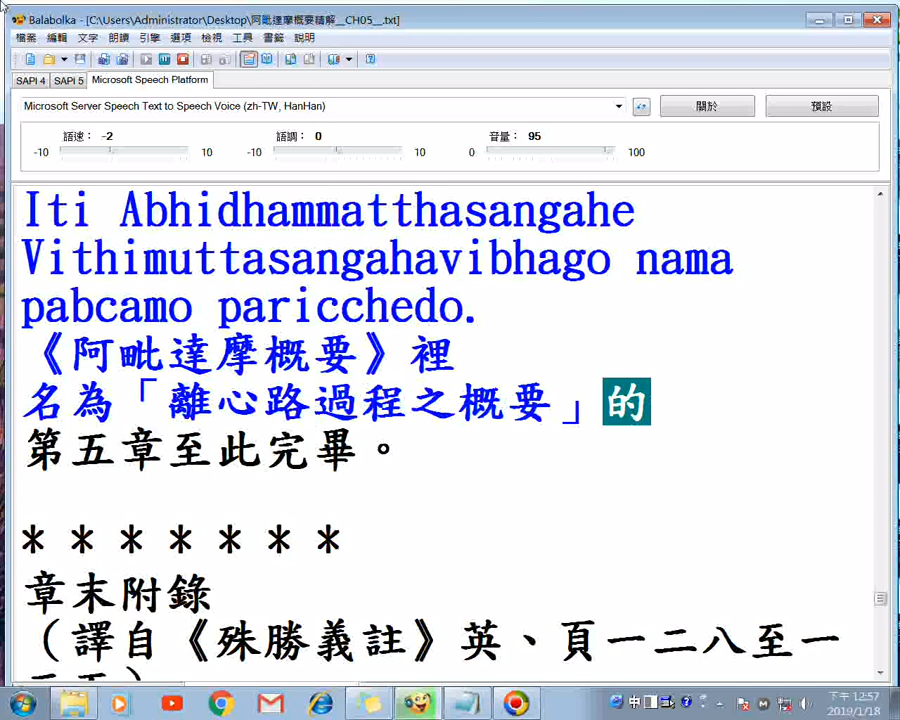 Balabolka - [C:\Users\Administrator\Desktop\阿毗達摩概要精解__CH05__.txt]
檔案 編輯 文字 朗讀 引擎 選項 檢視 工具 書籤 說明
SAPI 4 SAPI 5 Microsoft Speech Platform
Microsoft Server Speech Text to Speech Voice (zh-TW, HanHan) 關於 預設
語速： -2 語調： 0 音量： 95
-10 10 -10 10 0 100
Iti Abhidhammatthasangahe
Vithimuttasangahavibhago nama
pabcamo paricchedo.
《阿毗達摩概要》裡
名為「離心路過程之概要」的
第五章至此完畢。
* * * * * * *
章末附錄
（譯自《殊勝義註》英、頁一二八至一
中
下午 12:57
2019/1/18